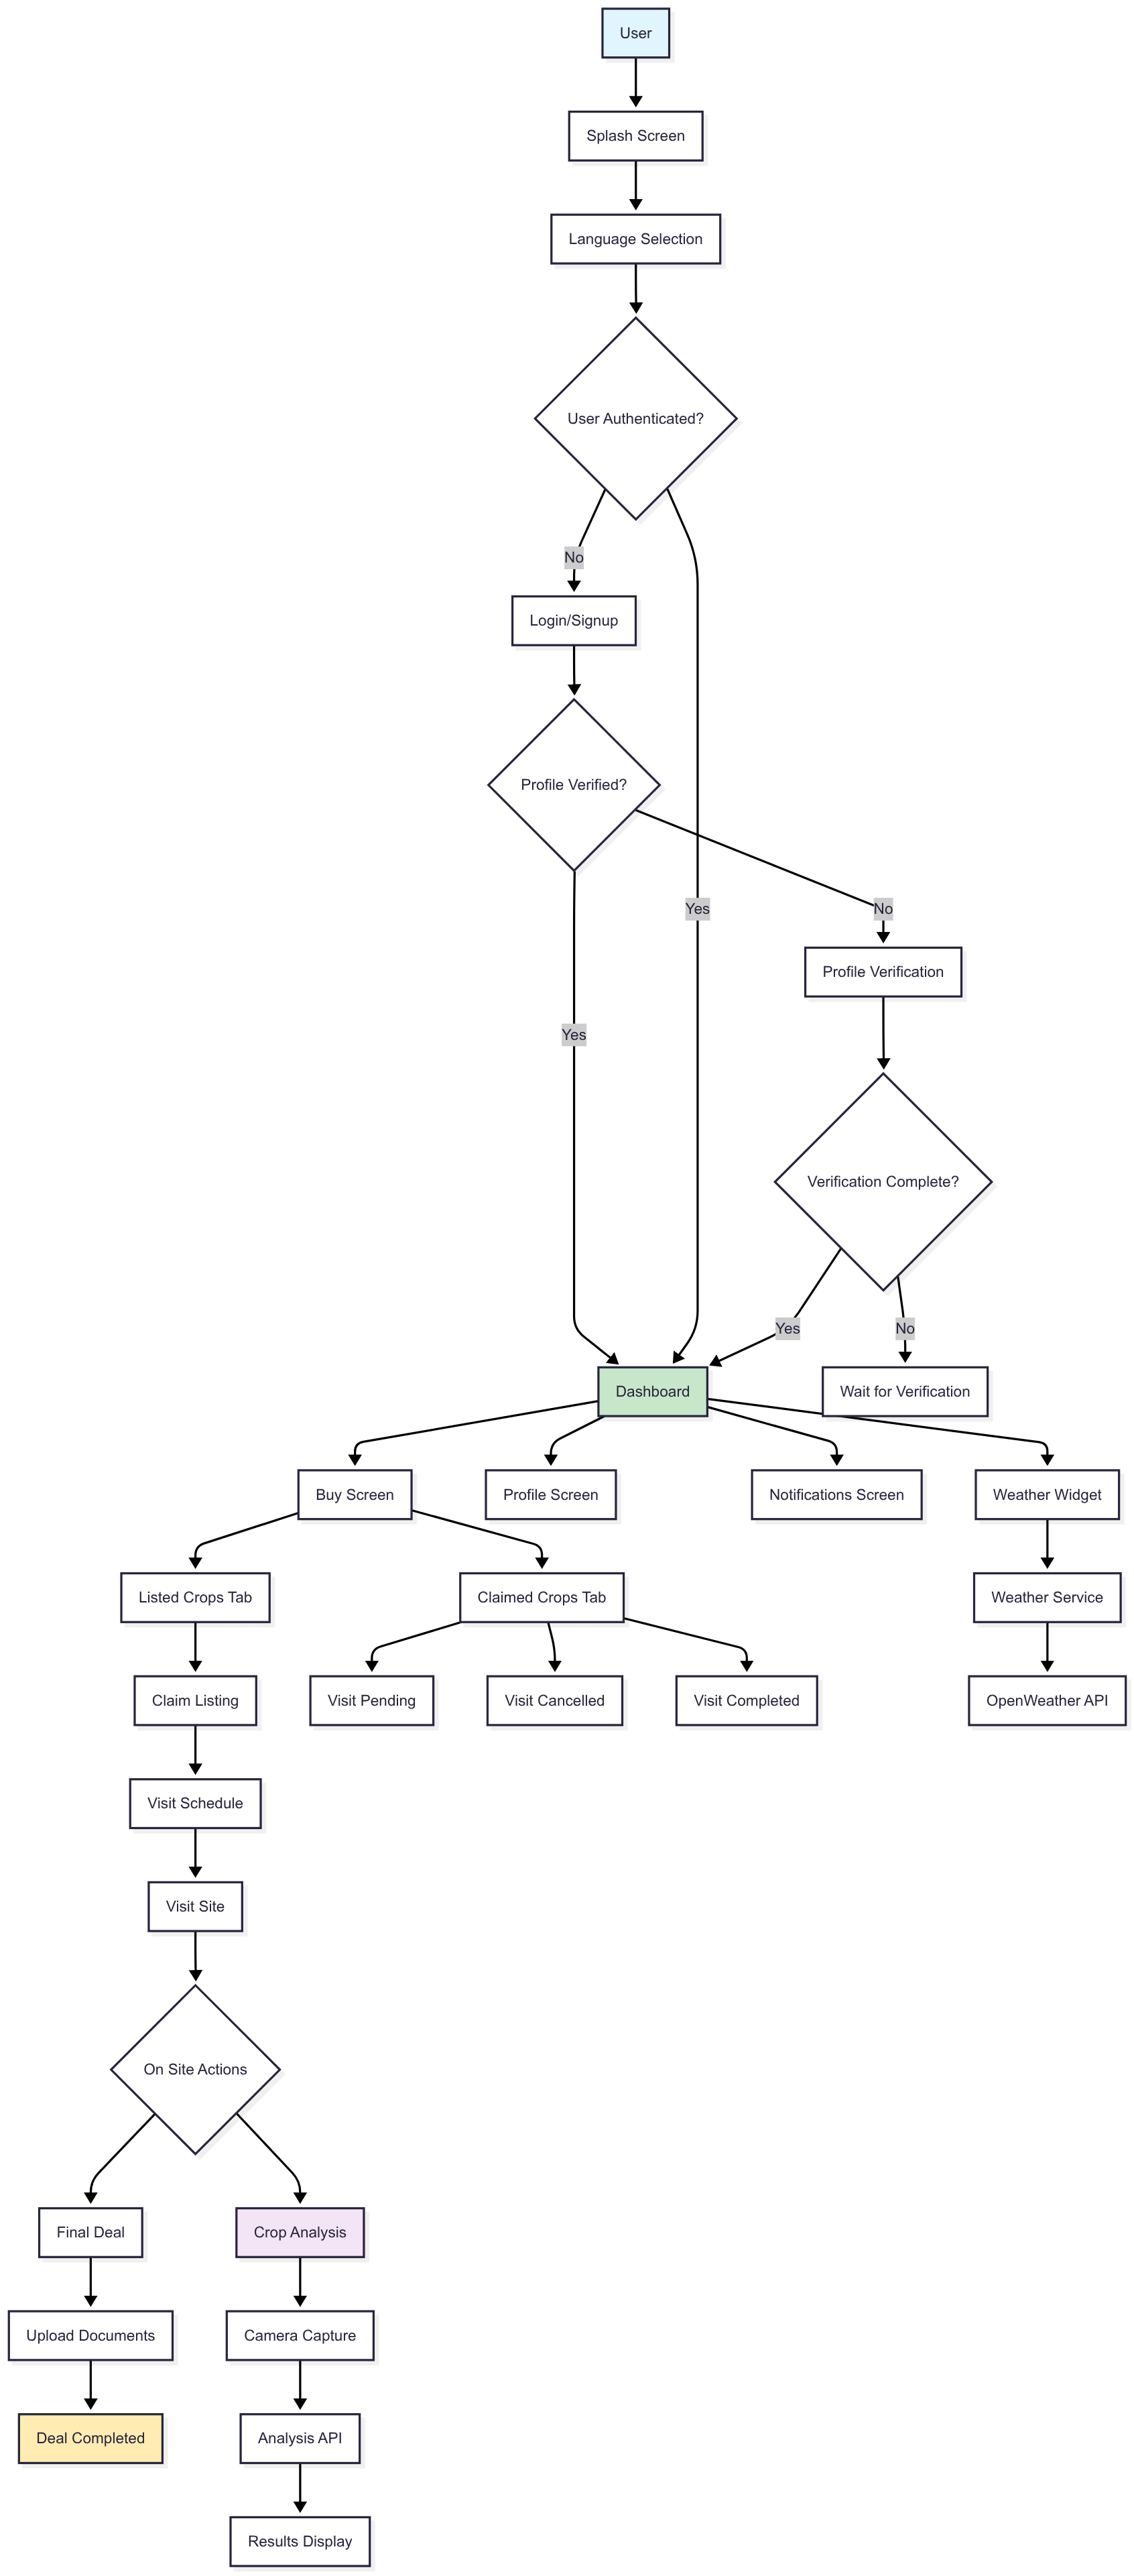 User
Splash Screen
Language Selection
User Authenticated?
No
Login/Signup
Profile Verified?
Yes
No
Profile Verification
Yes
Verification Complete?
Yes
No
Dashboard
Wait for Verification
Buy Screen
Profile Screen
Notifications Screen
Weather Widget
Listed Crops Tab
Claimed Crops Tab
Weather Service
Claim Listing
Visit Pending
Visit Cancelled
Visit Completed
OpenWeather API
Visit Schedule
Visit Site
On Site Actions
Final Deal
Crop Analysis
Upload Documents
Camera Capture
Deal Completed
Analysis API
Results Display